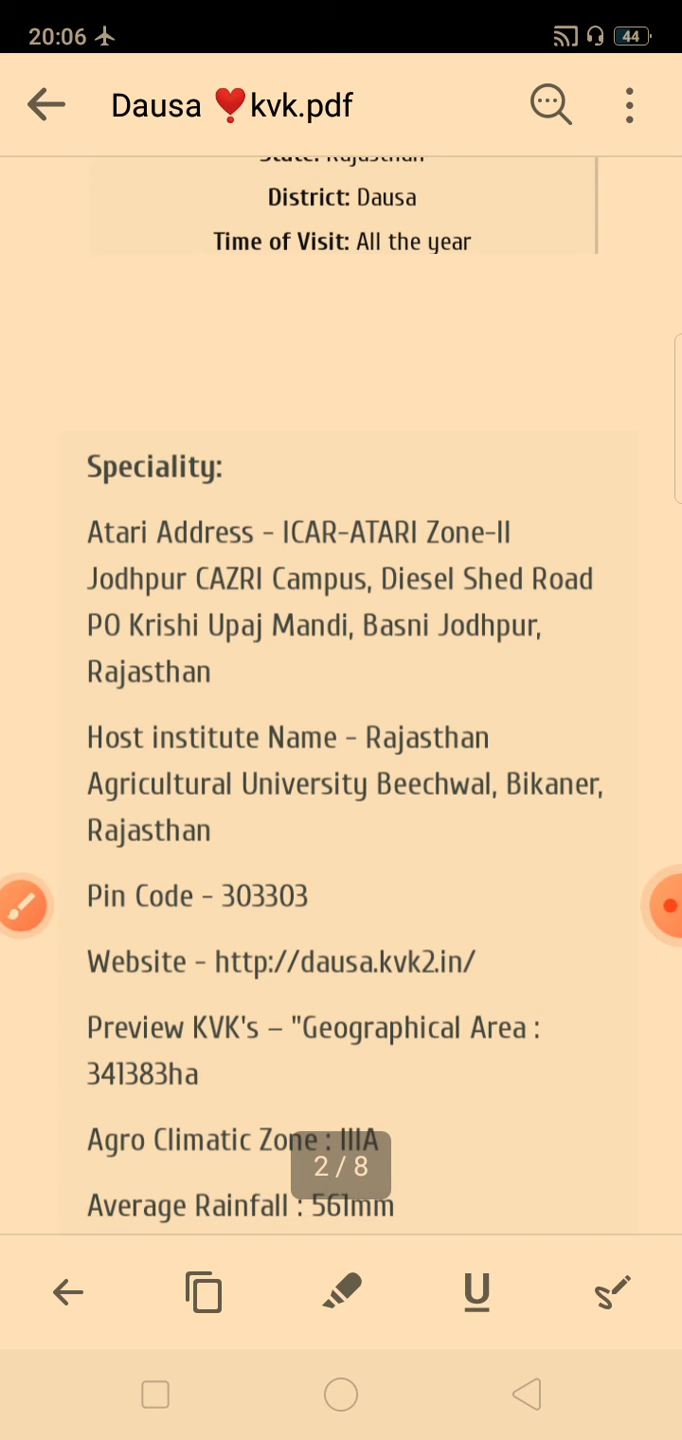 20:06
44
Dausa ❣️kvk.pdf
State: Rajasthan
District: Dausa
Time of Visit: All the year
Speciality:
Atari Address - ICAR-ATARI Zone-II
Jodhpur CAZRI Campus, Diesel Shed Road
PO Krishi Upaj Mandi, Basni Jodhpur,
Rajasthan
Host institute Name - Rajasthan
Agricultural University Beechwal, Bikaner,
Rajasthan
Pin Code - 303303
Website - http://dausa.kvk2.in/
Preview KVK's – "Geographical Area :
341383ha
Agro Climatic Zone : IIIA
2 / 8
Average Rainfall : 561mm
U